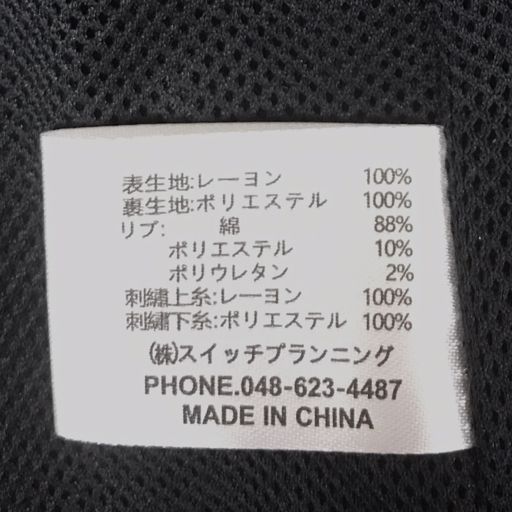 表生地:レーヨン 100%
裏生地:ポリエステル 100%
リブ: 綿 88%
ポリエステル 10%
ポリウレタン 2%
刺繍上糸:レーヨン 100%
刺繍下糸:ポリエステル 100%
(株)スイッチプランニング
PHONE.048-623-4487
MADE IN CHINA